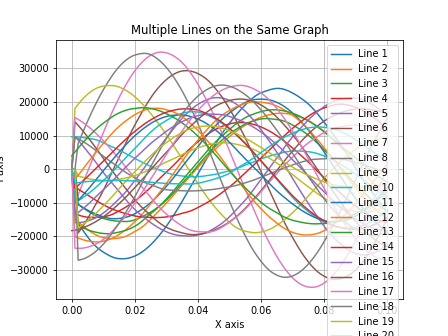 Multiple Lines on the Same Graph
30000
20000
10000
0
−10000
−20000
−30000
axis
0.00
0.02
0.04
0.06
X axis
Line 1
Line 2
Line 3
Line 4
Line 5
Line 6
Line 7
Line 8
Line 9
Line 10
Line 11
Line 12
Line 13
Line 14
Line 15
Line 16
Line 17
Line 18
Line 19
Line 20